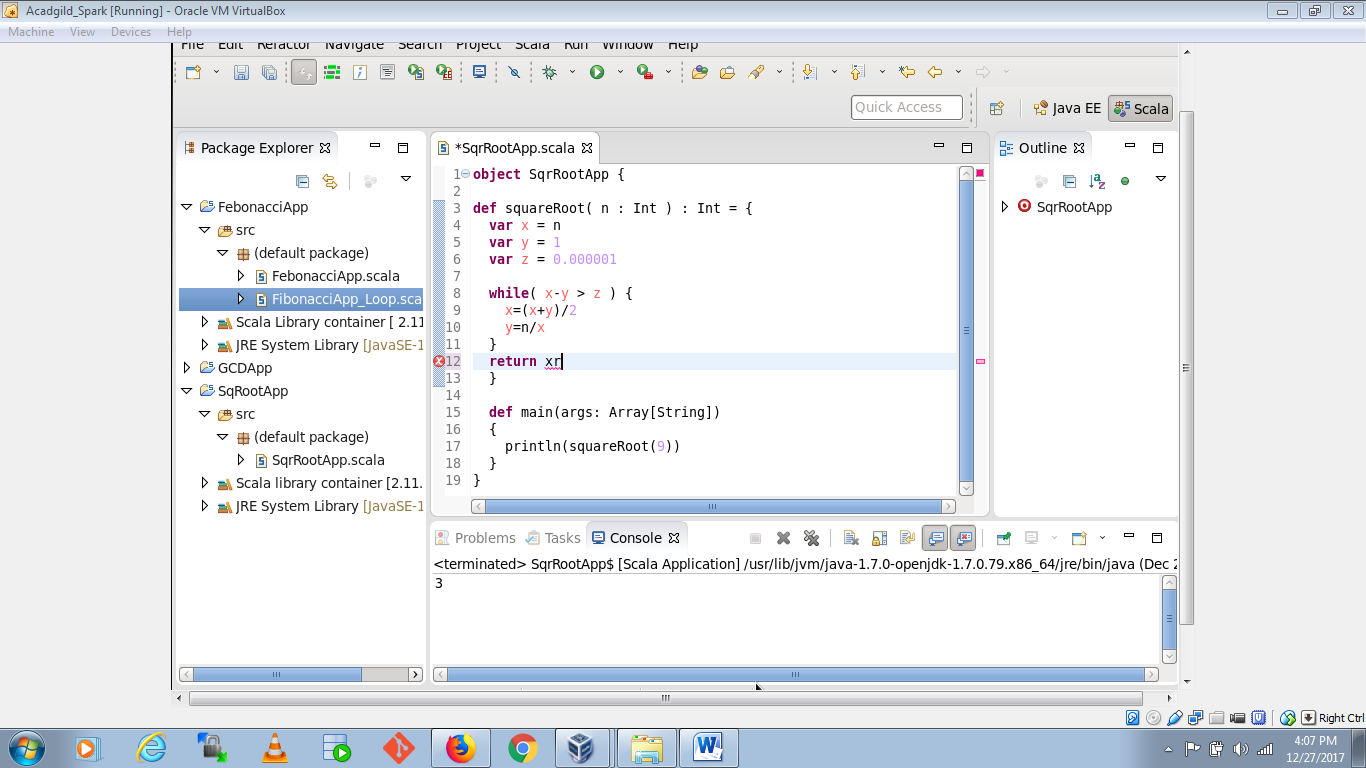 Acadgild_Spark [Running] - Oracle VM VirtualBox
Machine View Devices Help
File Edit Refactor Navigate Search Project Scala Run Window Help
Quick Access
Java EE
Scala
Package Explorer
FebonacciApp
src
(default package)
FebonacciApp.scala
FibonacciApp_Loop.sca
Scala Library container [ 2.11
JRE System Library [JavaSE-1
GCDApp
SqRootApp
src
(default package)
SqrRootApp.scala
Scala library container [2.11.
JRE System Library [JavaSE-1
*SqrRootApp.scala
1 object SqrRootApp {
2
3 def squareRoot( n : Int ) : Int = {
4 var x = n
5 var y = 1
6 var z = 0.000001
7
8 while( x-y > z ) {
9 x=(x+y)/2
10 y=n/x
11 }
12 return xr
13 }
14
15 def main(args: Array[String])
16 {
17 println(squareRoot(9))
18 }
19 }
Outline
SqrRootApp
Problems Tasks Console
<terminated> SqrRootApp$ [Scala Application] /usr/lib/jvm/java-1.7.0-openjdk-1.7.0.79.x86_64/jre/bin/java (Dec 2
3
Right Ctrl
4:07 PM
12/27/2017